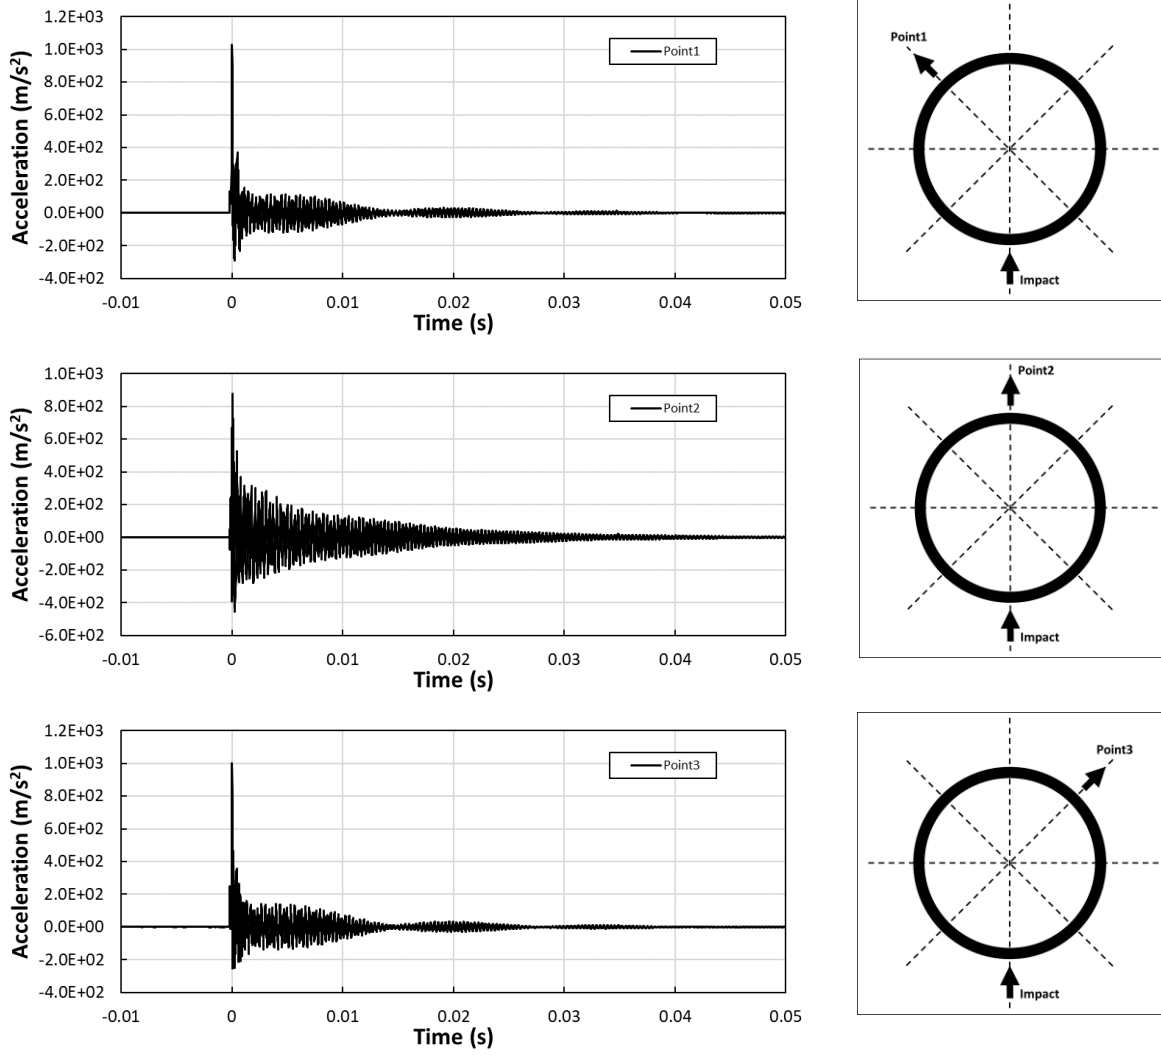 1.2E+03
1.0E+03
8.0E+02
6.0E+02
4.0E+02
2.0E+02
0.0E+00
-2.0E+02
-4.0E+02
Acceleration (m/s²)
Point1
-0.01 0 0.01 0.02 0.03 0.04 0.05
Time (s)
Point1
Impact
1.0E+03
8.0E+02
6.0E+02
4.0E+02
2.0E+02
0.0E+00
-2.0E+02
-4.0E+02
-6.0E+02
Acceleration (m/s²)
Point2
-0.01 0 0.01 0.02 0.03 0.04 0.05
Time (s)
Point2
Impact
1.2E+03
1.0E+03
8.0E+02
6.0E+02
4.0E+02
2.0E+02
0.0E+00
-2.0E+02
-4.0E+02
Acceleration (m/s²)
Point3
-0.01 0 0.01 0.02 0.03 0.04 0.05
Time (s)
Point3
Impact